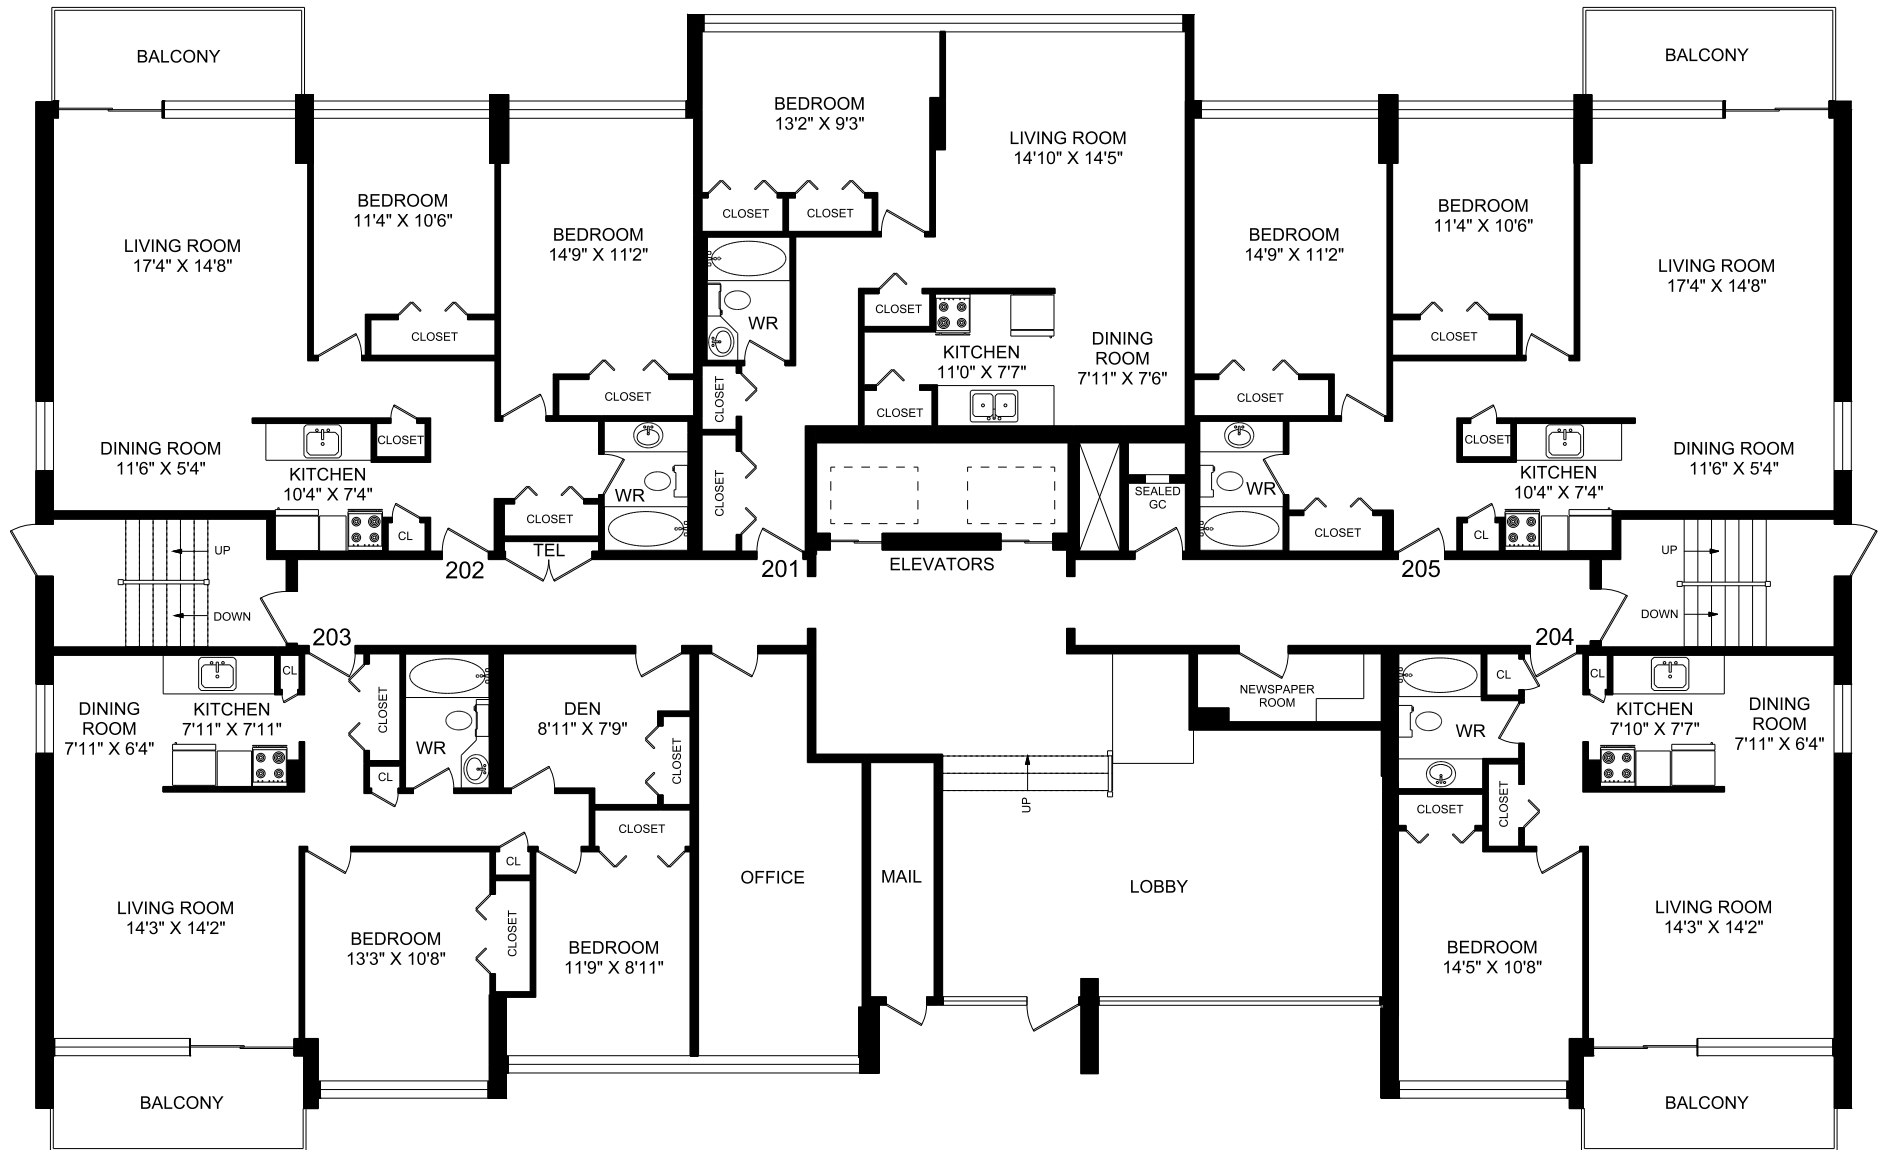 BALCONY
BALCONY
BEDROOM
13'2" X 9'3"
LIVING ROOM
14'10" X 14'5"
BEDROOM
11'4" X 10'6"
BEDROOM
11'4" X 10'6"
CLOSET
CLOSET
BEDROOM
14'9" X 11'2"
BEDROOM
14'9" X 11'2"
LIVING ROOM
17'4" X 14'8"
LIVING ROOM
17'4" X 14'8"
CLOSET
WR
CLOSET
CLOSET
DINING
ROOM
7'11" X 7'6"
KITCHEN
11'0" X 7'7"
CLOSET
CLOSET
CLOSET
CLOSET
CLOSET
CLOSET
CLOSET
DINING ROOM
11'6" X 5'4"
DINING ROOM
11'6" X 5'4"
KITCHEN
10'4" X 7'4"
KITCHEN
10'4" X 7'4"
WR
CLOSET
WR
SEALED
GC
CLOSET
CLOSET
CL
CL
UP
TEL
UP
202
201
ELEVATORS
205
DOWN
DOWN
203
204
CL
CL
CL
DINING
ROOM
7'11" X 6'4"
KITCHEN
7'11" X 7'11"
CLOSET
WR
DEN
8'11" X 7'9"
CLOSET
NEWSPAPER
ROOM
WR
KITCHEN
7'10" X 7'7"
DINING
ROOM
7'11" X 6'4"
CL
UP
CLOSET
CLOSET
CLOSET
CL
OFFICE
MAIL
LOBBY
LIVING ROOM
14'3" X 14'2"
LIVING ROOM
14'3" X 14'2"
BEDROOM
13'3" X 10'8"
CLOSET
BEDROOM
11'9" X 8'11"
BEDROOM
14'5" X 10'8"
BALCONY
BALCONY